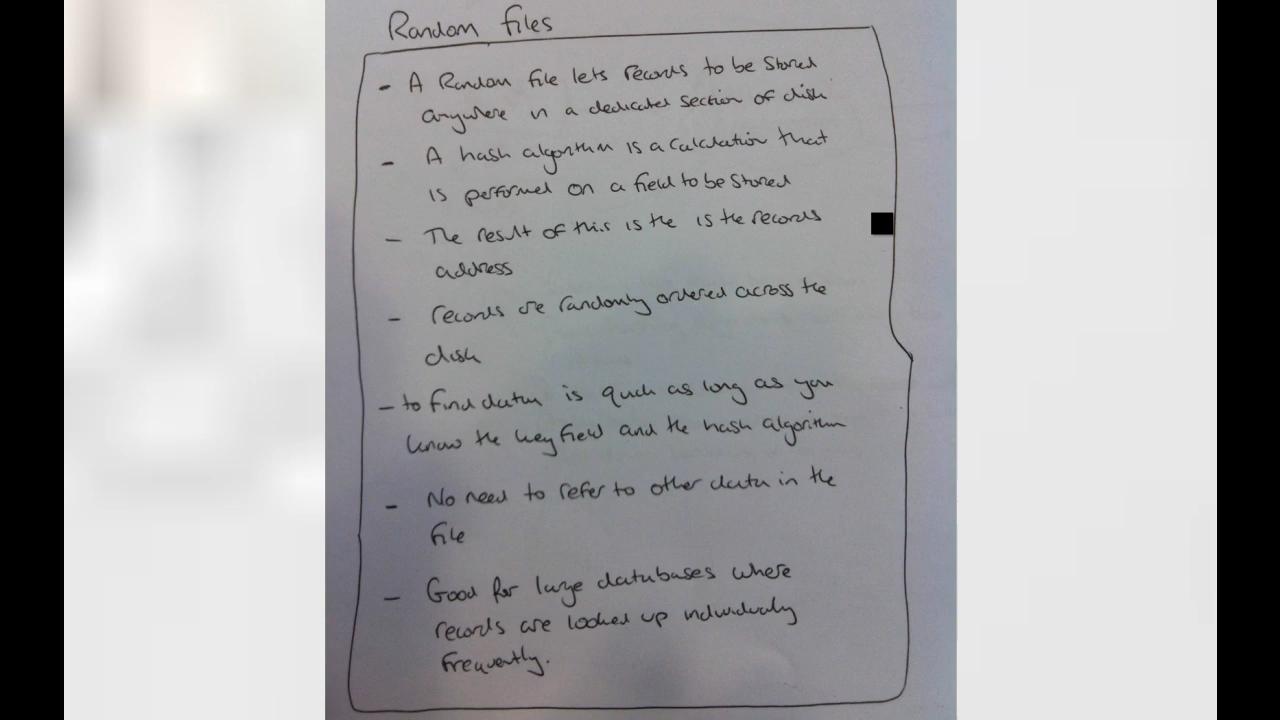 Random files
- A Random file lets records to be stored
anywhere in a dedicated section of disk
- A hash algorithm is a calculation that
is performed on a field to be stored
- The result of this is the is the records
address
- records are randomly ordered across the
disk
- to find data is quick as long as you
know the key field and the hash algorithm
- No need to refer to other data in the
file
- Good for large databases where
records are looked up individually
frequently.